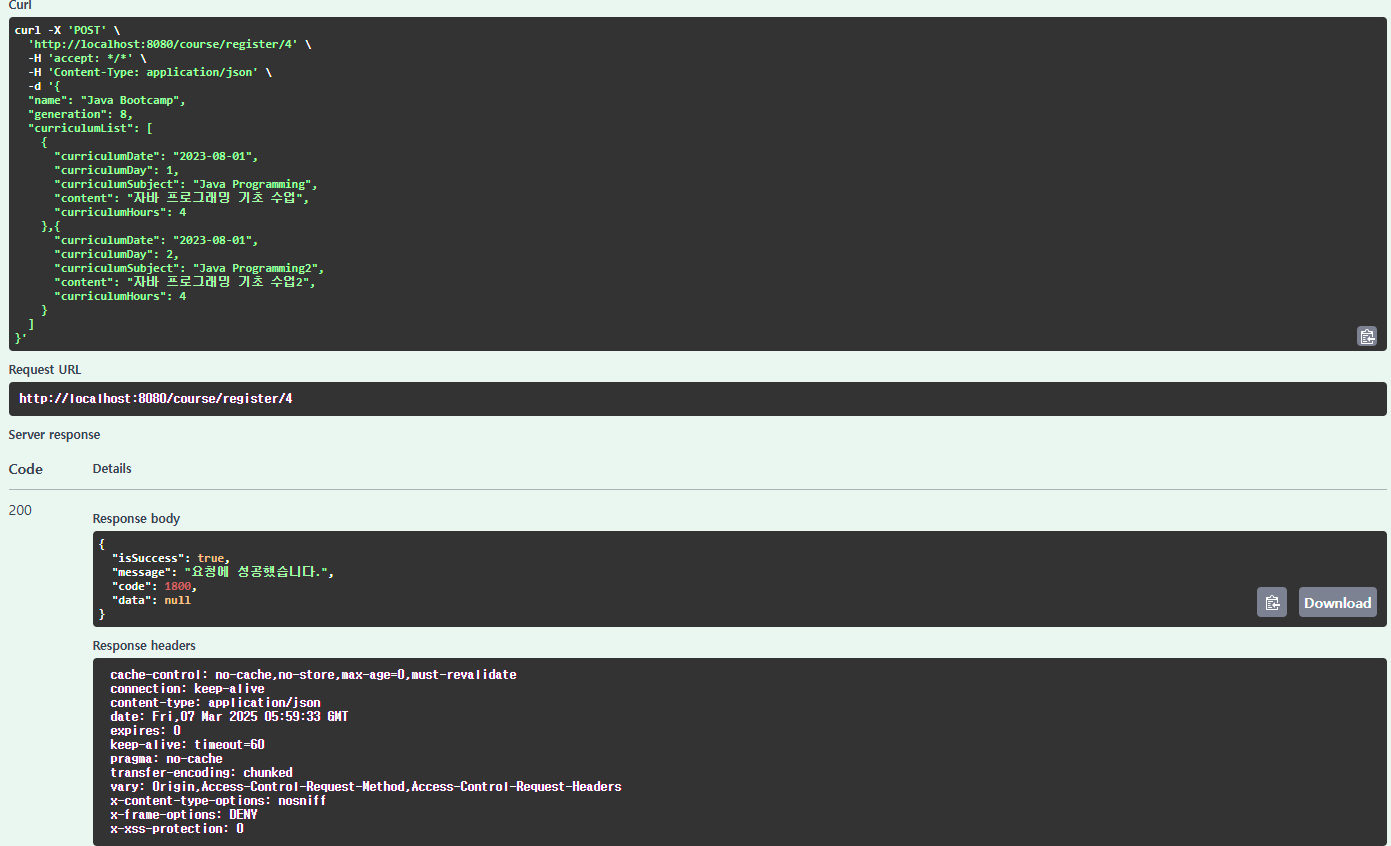 Curl
curl -X 'POST' \
  'http://localhost:8080/course/register/4' \
  -H 'accept: */*' \
  -H 'Content-Type: application/json' \
  -d '{
  "name": "Java Bootcamp",
  "generation": 8,
  "curriculumList": [
    {
      "curriculumDate": "2023-08-01",
      "curriculumDay": 1,
      "curriculumSubject": "Java Programming",
      "content": "자바 프로그래밍 기초 수업",
      "curriculumHours": 4
    },{
      "curriculumDate": "2023-08-01",
      "curriculumDay": 2,
      "curriculumSubject": "Java Programming2",
      "content": "자바 프로그래밍 기초 수업2",
      "curriculumHours": 4
    }
  ]
}'
Request URL
http://localhost:8080/course/register/4
Server response
Code Details
200
Response body
{
  "isSuccess": true,
  "message": "요청에 성공했습니다.",
  "code": 1800,
  "data": null
}
Download
Response headers
cache-control: no-cache,no-store,max-age=0,must-revalidate
connection: keep-alive
content-type: application/json
date: Fri,07 Mar 2025 05:59:33 GMT
expires: 0
keep-alive: timeout=60
pragma: no-cache
transfer-encoding: chunked
vary: Origin,Access-Control-Request-Method,Access-Control-Request-Headers
x-content-type-options: nosniff
x-frame-options: DENY
x-xss-protection: 0